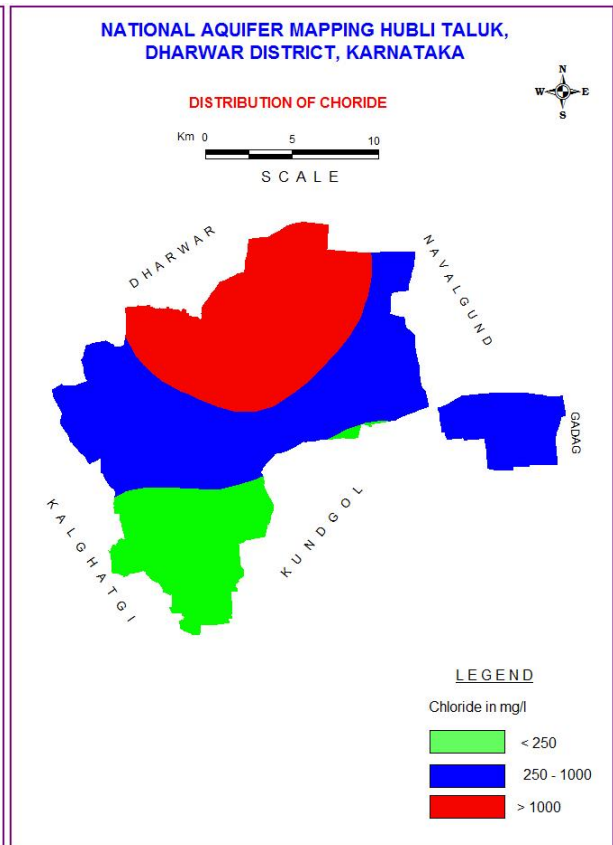 NATIONAL AQUIFER MAPPING HUBLI TALUK,
DHARWAR DISTRICT, KARNATAKA
N
W E
S
DISTRIBUTION OF CHORIDE
Km 0 5 10
SCALE
DHARWAR
NAVALGUND
GADAG
KUNDGOL
KALGHATGI
LEGEND
Chloride in mg/l
< 250
250 - 1000
> 1000